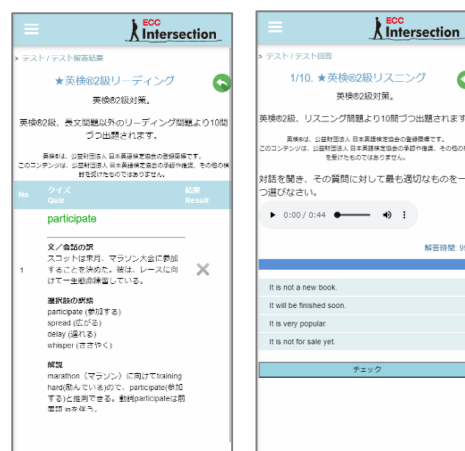 ECC
Intersection
> テスト / テスト解答結果
★英検®2級リーディング
英検®2級対策。
英検®2級、長文問題以外のリーディング問題より10問
づつ出題されます。
英検®は、公益財団法人 日本英語検定協会の登録商標です。
このコンテンツは、公益財団法人 日本英語検定協会の承認や推奨、その他の検
討を受けたものではありません。
No クイズ 結果
Quiz Result
participate
文／会話の訳
1 スコットは来月、マラソン大会に参加
することを決めた。彼は、レースに向
けて一生懸命練習している。
選択肢の訳語
participate (参加する)
spread (広がる)
delay (遅れる)
whisper (ささやく)
解説
marathon（マラソン）に向けてtraining
hard(励んでいる)ので、participate(参加
する)と推測できる。動詞participateは前
置詞 inを伴う。
ECC
Intersection
> テスト / テスト回答
1/10. ★英検®2級リスニング
英検®2級対策。
英検®2級、リスニング問題より10問づつ出題されます
英検®は、公益財団法人 日本英語検定協会の登録商標です。
このコンテンツは、公益財団法人 日本英語検定協会の承認や推奨、その他の検
を受けたものではありません。
対話を聞き、その質問に対して最も適切なものを一
つ選びなさい。
0:00 / 0:44
解答時間: 99
It is not a new book.
It will be finished soon.
It is very popular.
It is not for sale yet.
チェック